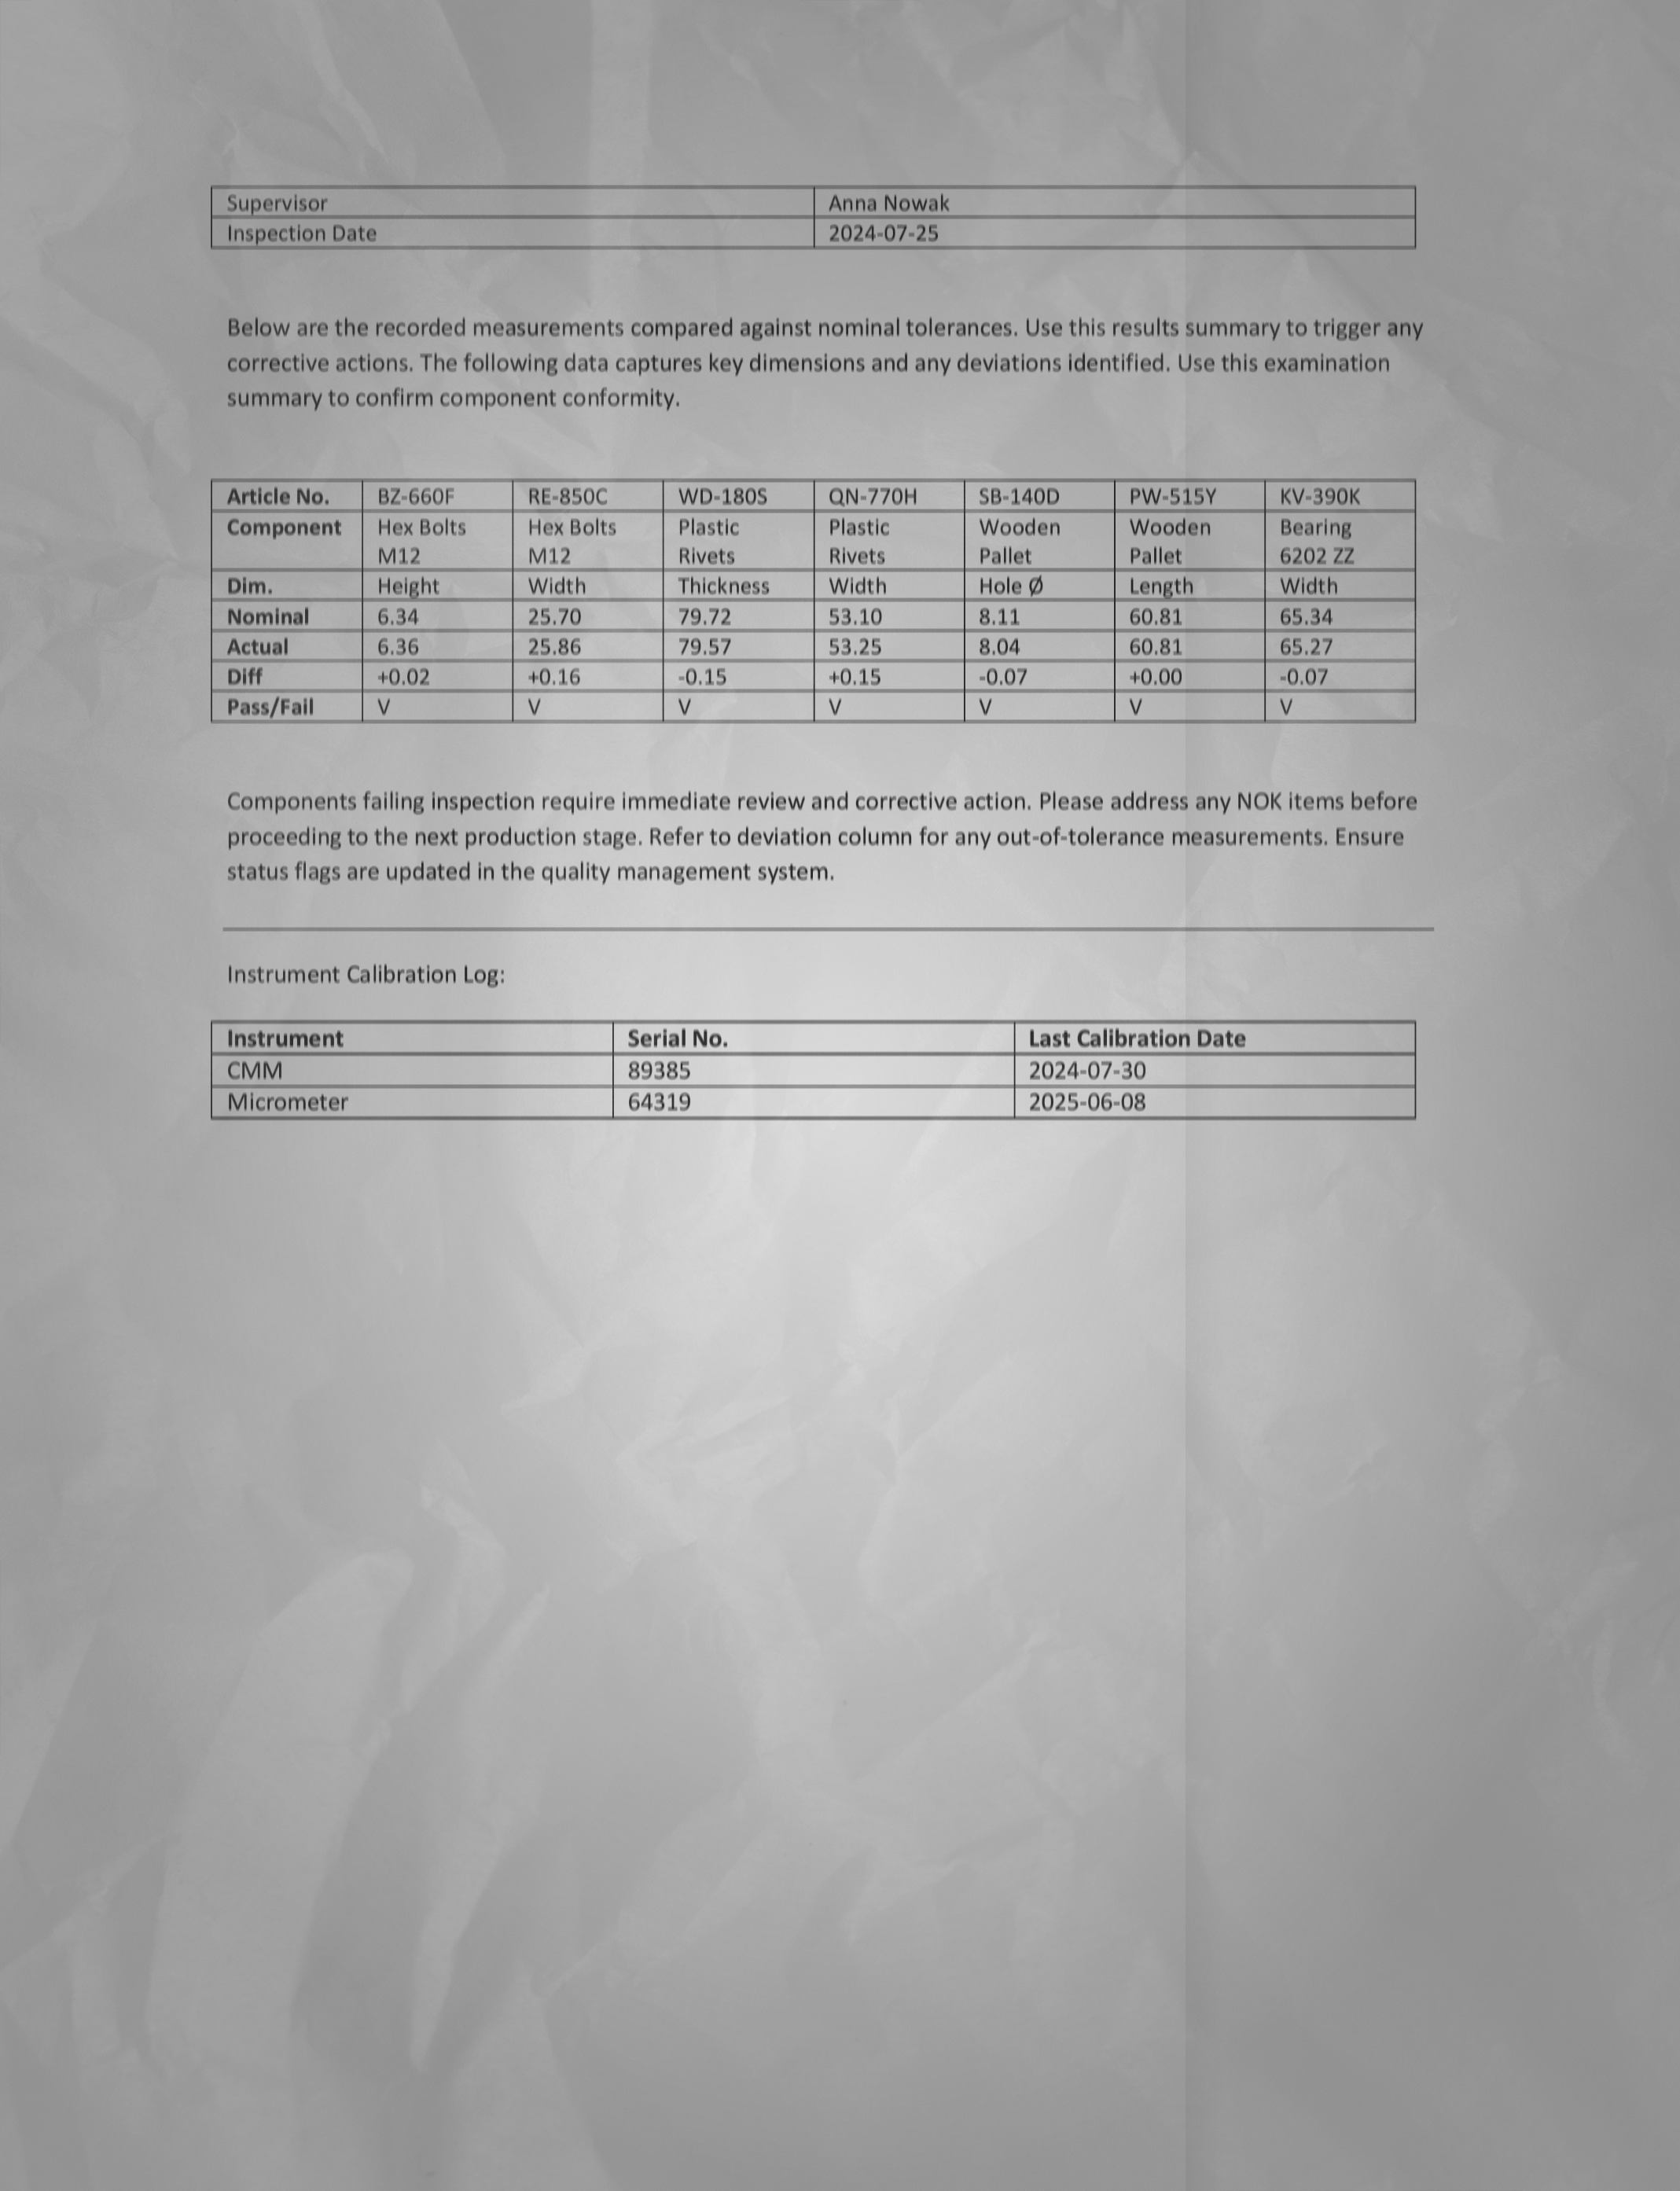 Supervisor Anna Nowak
Inspection Date 2024-07-25
Below are the recorded measurements compared against nominal tolerances. Use this results summary to trigger any
corrective actions. The following data captures key dimensions and any deviations identified. Use this examination
summary to confirm component conformity.
Article No. BZ-660F RE-850C WD-180S QN-770H SB-140D PW-515Y KV-390K
Component Hex Bolts Hex Bolts Plastic Plastic Wooden Wooden Bearing
M12 M12 Rivets Rivets Pallet Pallet 6202 ZZ
Dim. Height Width Thickness Width Hole Ø Length Width
Nominal 6.34 25.70 79.72 53.10 8.11 60.81 65.34
Actual 6.36 25.86 79.57 53.25 8.04 60.81 65.27
Diff +0.02 +0.16 -0.15 +0.15 -0.07 +0.00 -0.07
Pass/Fail V V V V V V V
Components failing inspection require immediate review and corrective action. Please address any NOK items before
proceeding to the next production stage. Refer to deviation column for any out-of-tolerance measurements. Ensure
status flags are updated in the quality management system.
Instrument Calibration Log:
Instrument Serial No. Last Calibration Date
CMM 89385 2024-07-30
Micrometer 64319 2025-06-08